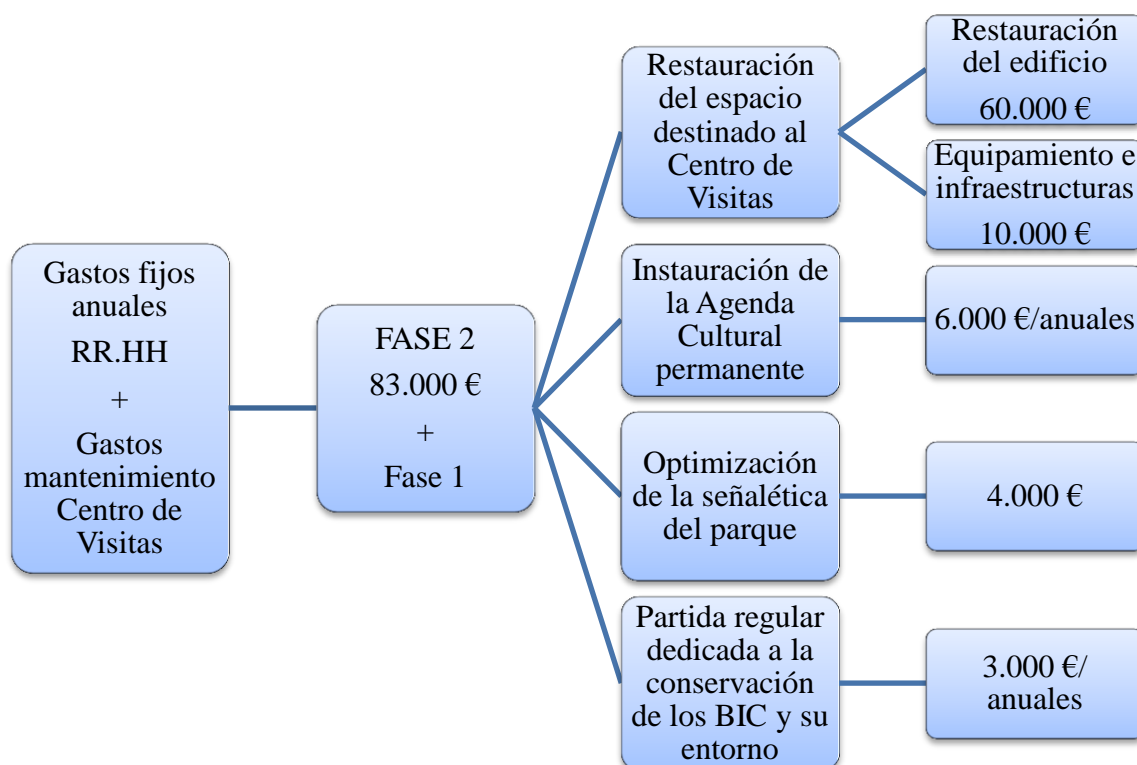 Gastos fijos
anuales
RR.HH
+
Gastos
mantenimiento
Centro de
Visitas
FASE 2
83.000 €
+
Fase 1
Restauración
del espacio
destinado al
Centro de
Visitas
Restauración
del edificio
60.000 €
Equipamiento e
infraestructuras
10.000 €
Instauración de
la Agenda
Cultural
permanente
6.000 €/anuales
Optimización
de la señalética
del parque
4.000 €
Partida regular
dedicada a la
conservación
de los BIC y su
entorno
3.000 €/
anuales